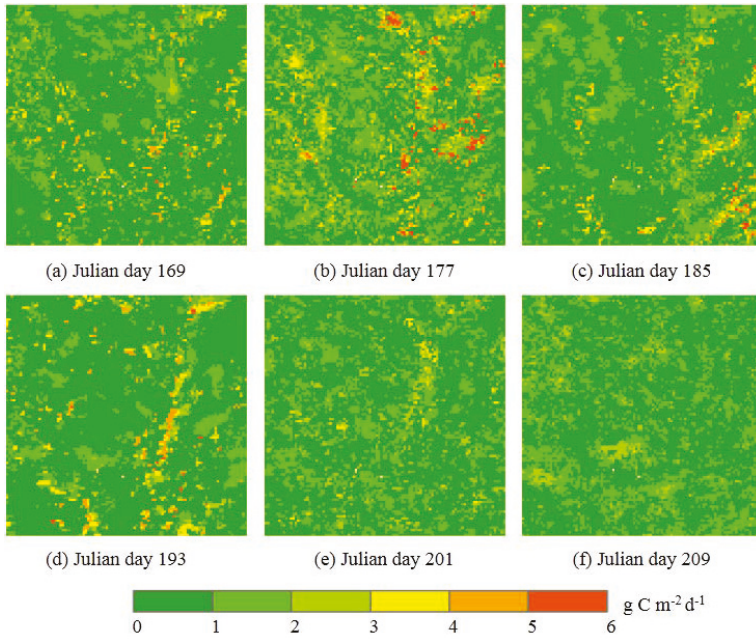 (a) Julian day 169
(b) Julian day 177
(c) Julian day 185
(d) Julian day 193
(e) Julian day 201
(f) Julian day 209
g C m⁻² d⁻¹
0 1 2 3 4 5 6